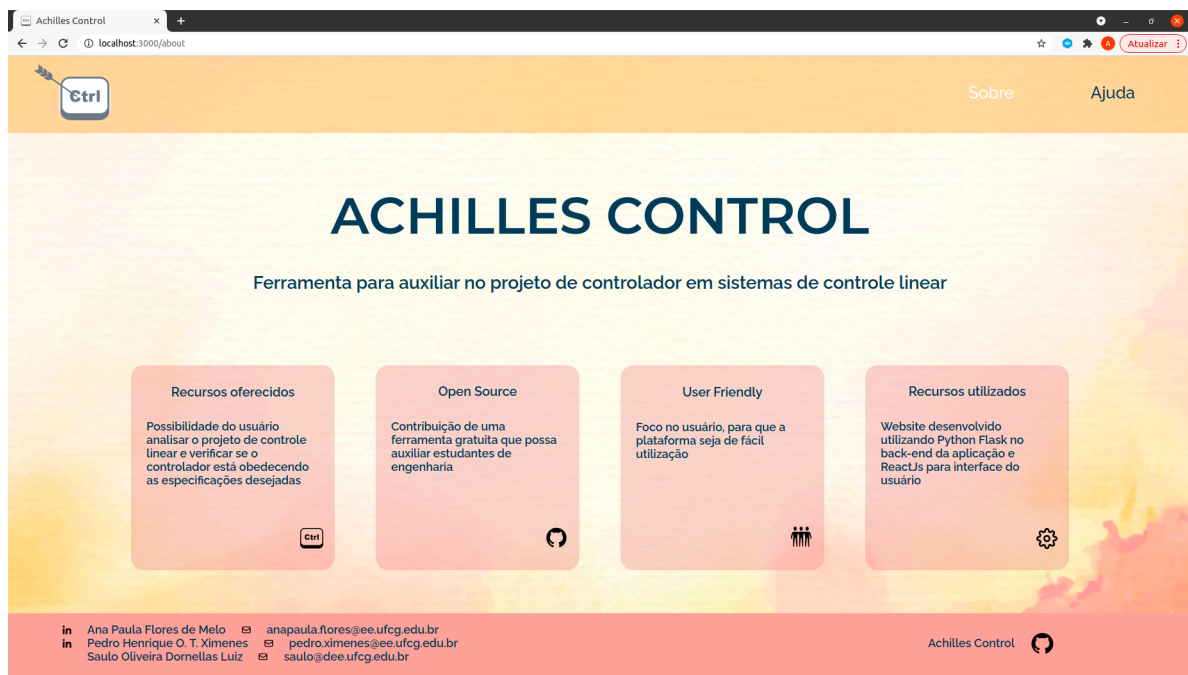 Achilles Control
localhost:3000/about
Atualizar
A
Ctrl
Sobre
Ajuda
ACHILLES CONTROL
Ferramenta para auxiliar no projeto de controlador em sistemas de controle linear
Recursos oferecidos
Possibilidade do usuário
analisar o projeto de controle
linear e verificar se o
controlador está obedecendo
as especificações desejadas
Ctrl
Open Source
Contribuição de uma
ferramenta gratuita que possa
auxiliar estudantes de
engenharia
User Friendly
Foco no usuário, para que a
plataforma seja de fácil
utilização
Recursos utilizados
Website desenvolvido
utilizando Python Flask no
back-end da aplicação e
ReactJs para interface do
usuário
in Ana Paula Flores de Melo anapaula.flores@ee.ufcg.edu.br
in Pedro Henrique O. T. Ximenes pedro.ximenes@ee.ufcg.edu.br
Saulo Oliveira Dornellas Luiz saulo@dee.ufcg.edu.br
Achilles Control